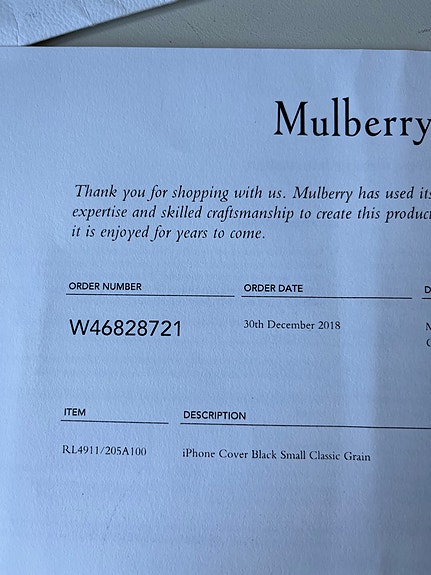 Mulberry
Thank you for shopping with us. Mulberry has used its
expertise and skilled craftsmanship to create this
it is enjoyed for years to come.
ORDER NUMBER
ORDER DATE
W46828721
30th December 2018
ITEM
DESCRIPTION
RL4911/205A100
iPhone Cover Black Small Classic Grain